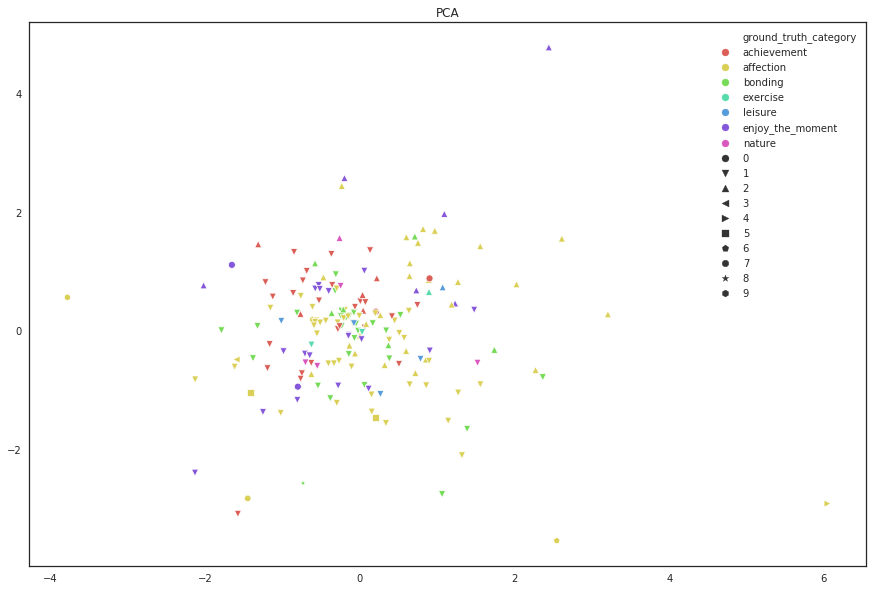 PCA
ground_truth_category
achievement
affection
bonding
exercise
leisure
enjoy_the_moment
nature
0
1
2
3
4
5
6
7
8
9
4
2
0
−2
−4
−2
0
2
4
6